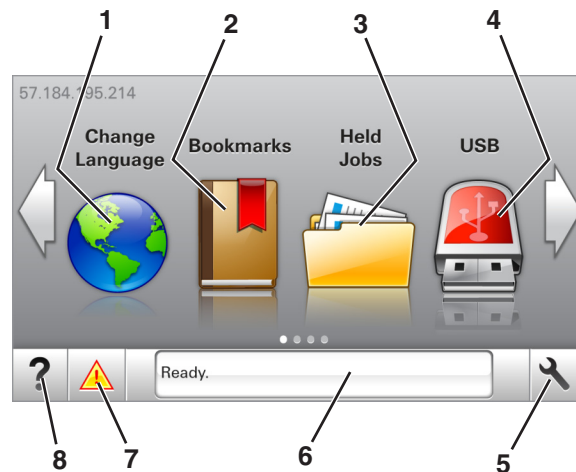 1 2 3 4
57.184.195.214
Change
Language
Bookmarks
Held
Jobs
USB
?
Ready.
8 7 6 5